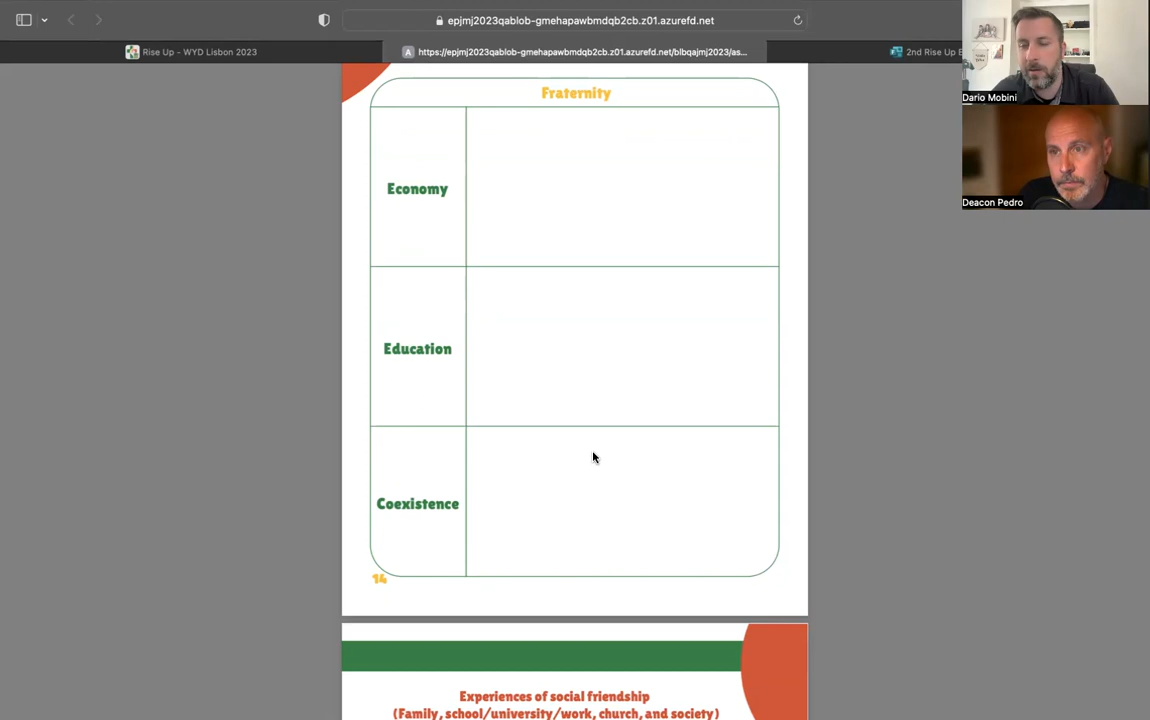 epjmj2023qablob-gmehapawbmdqb2cb.z01.azurefd.net
Rise Up - WYD Lisbon 2023
https://epjmj2023qablob-gmehapawbmdqb2cb.z01.azurefd.net/blbqajmj2023/as...
2nd Rise Up E
Dario Mobini
Deacon Pedro
Fraternity
Economy
Education
Coexistence
14
Experiences of social friendship
(Family, school/university/work, church, and society)